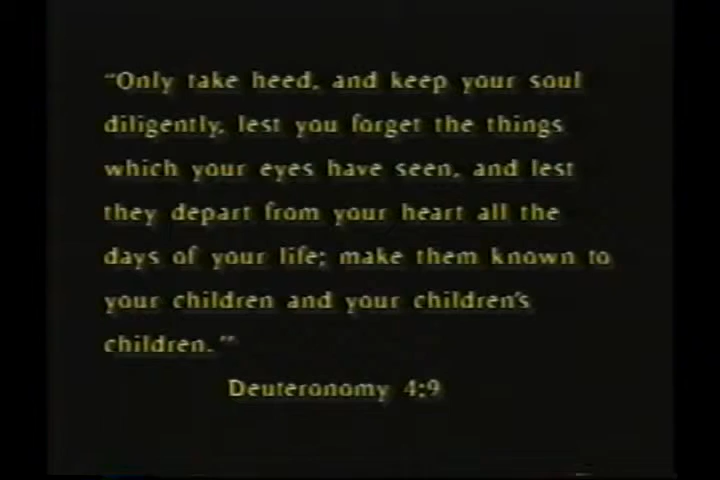 "Only take heed, and keep your soul
diligently, lest you forget the things
which your eyes have seen, and lest
they depart from your heart all the
days of your life; make them known to
your children and your children's
children."
Deuteronomy 4:9